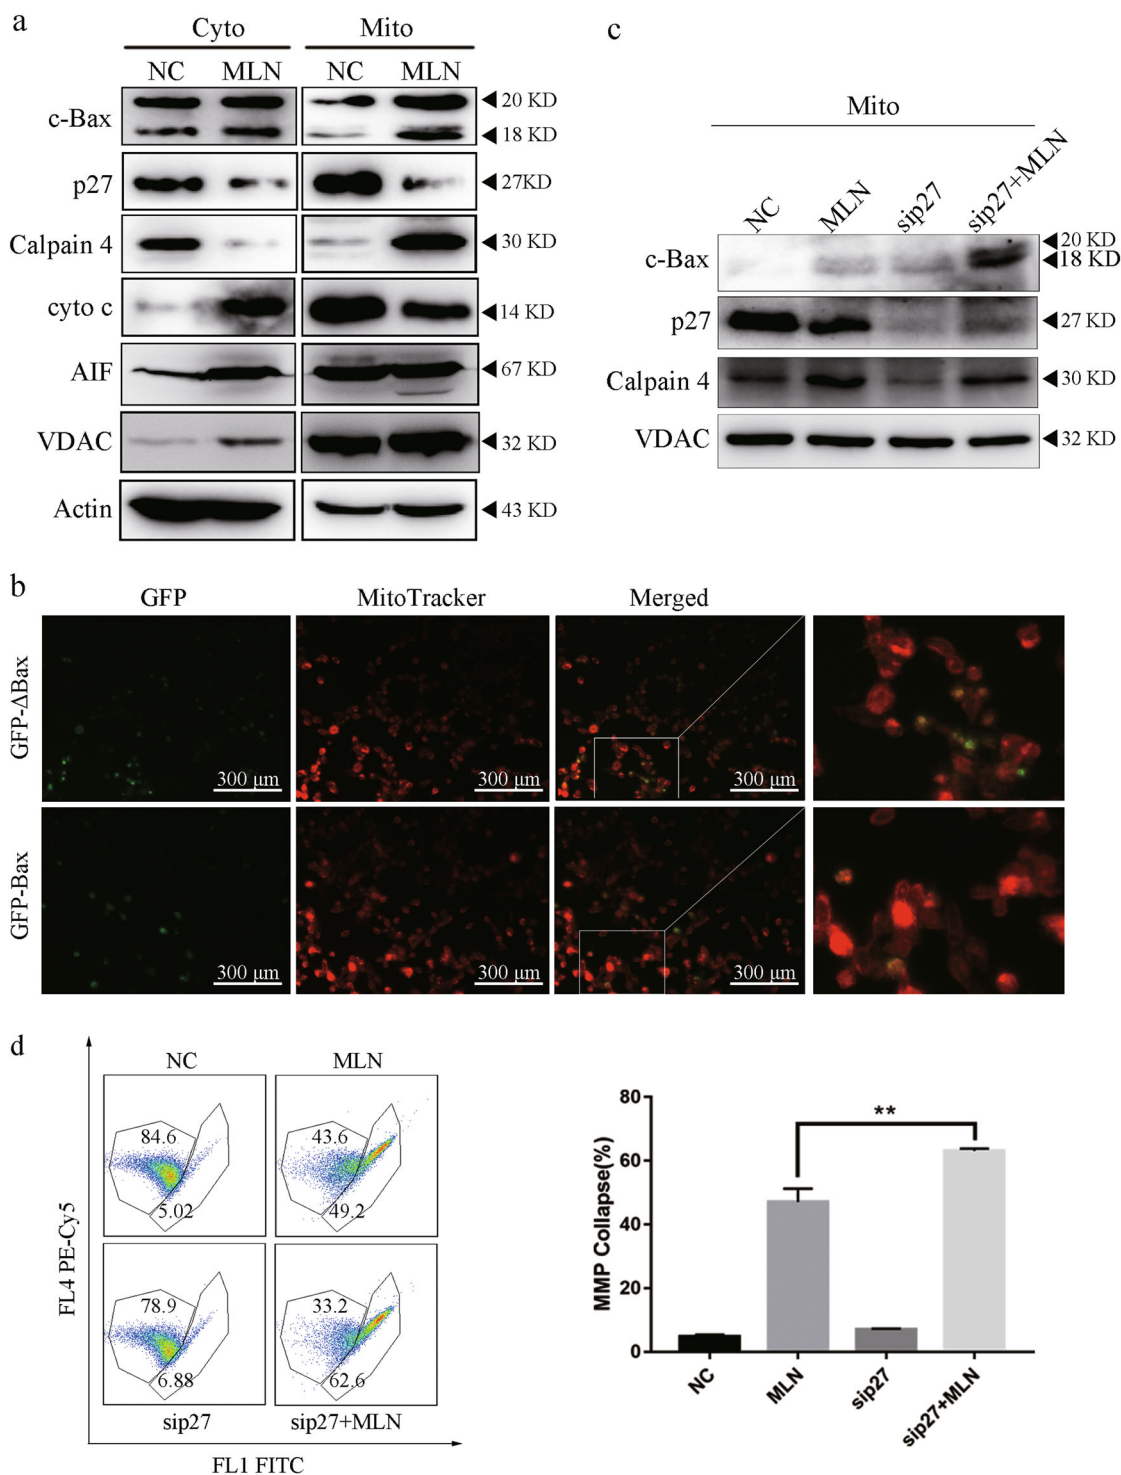 a
Cyto Mito
NC MLN NC MLN
c-Bax 20 KD
18 KD
p27 27KD
Calpain 4 30 KD
cyto c 14 KD
AIF 67 KD
VDAC 32 KD
Actin 43 KD
c
Mito
NC MLN sip27 sip27+MLN
c-Bax 20 KD
18 KD
p27 27 KD
Calpain 4 30 KD
VDAC 32 KD
b
GFP MitoTracker Merged
GFP-ΔBax
300 μm 300 μm 300 μm
GFP-Bax
300 μm 300 μm 300 μm
d
NC MLN
84.6 43.6
5.02 49.2
78.9 33.2
6.88 62.6
sip27 sip27+MLN
FL4 PE-Cy5
FL1 FITC
MMP Collapse(%)
80
60
40
20
0
**
NC MLN sip27 sip27+MLN